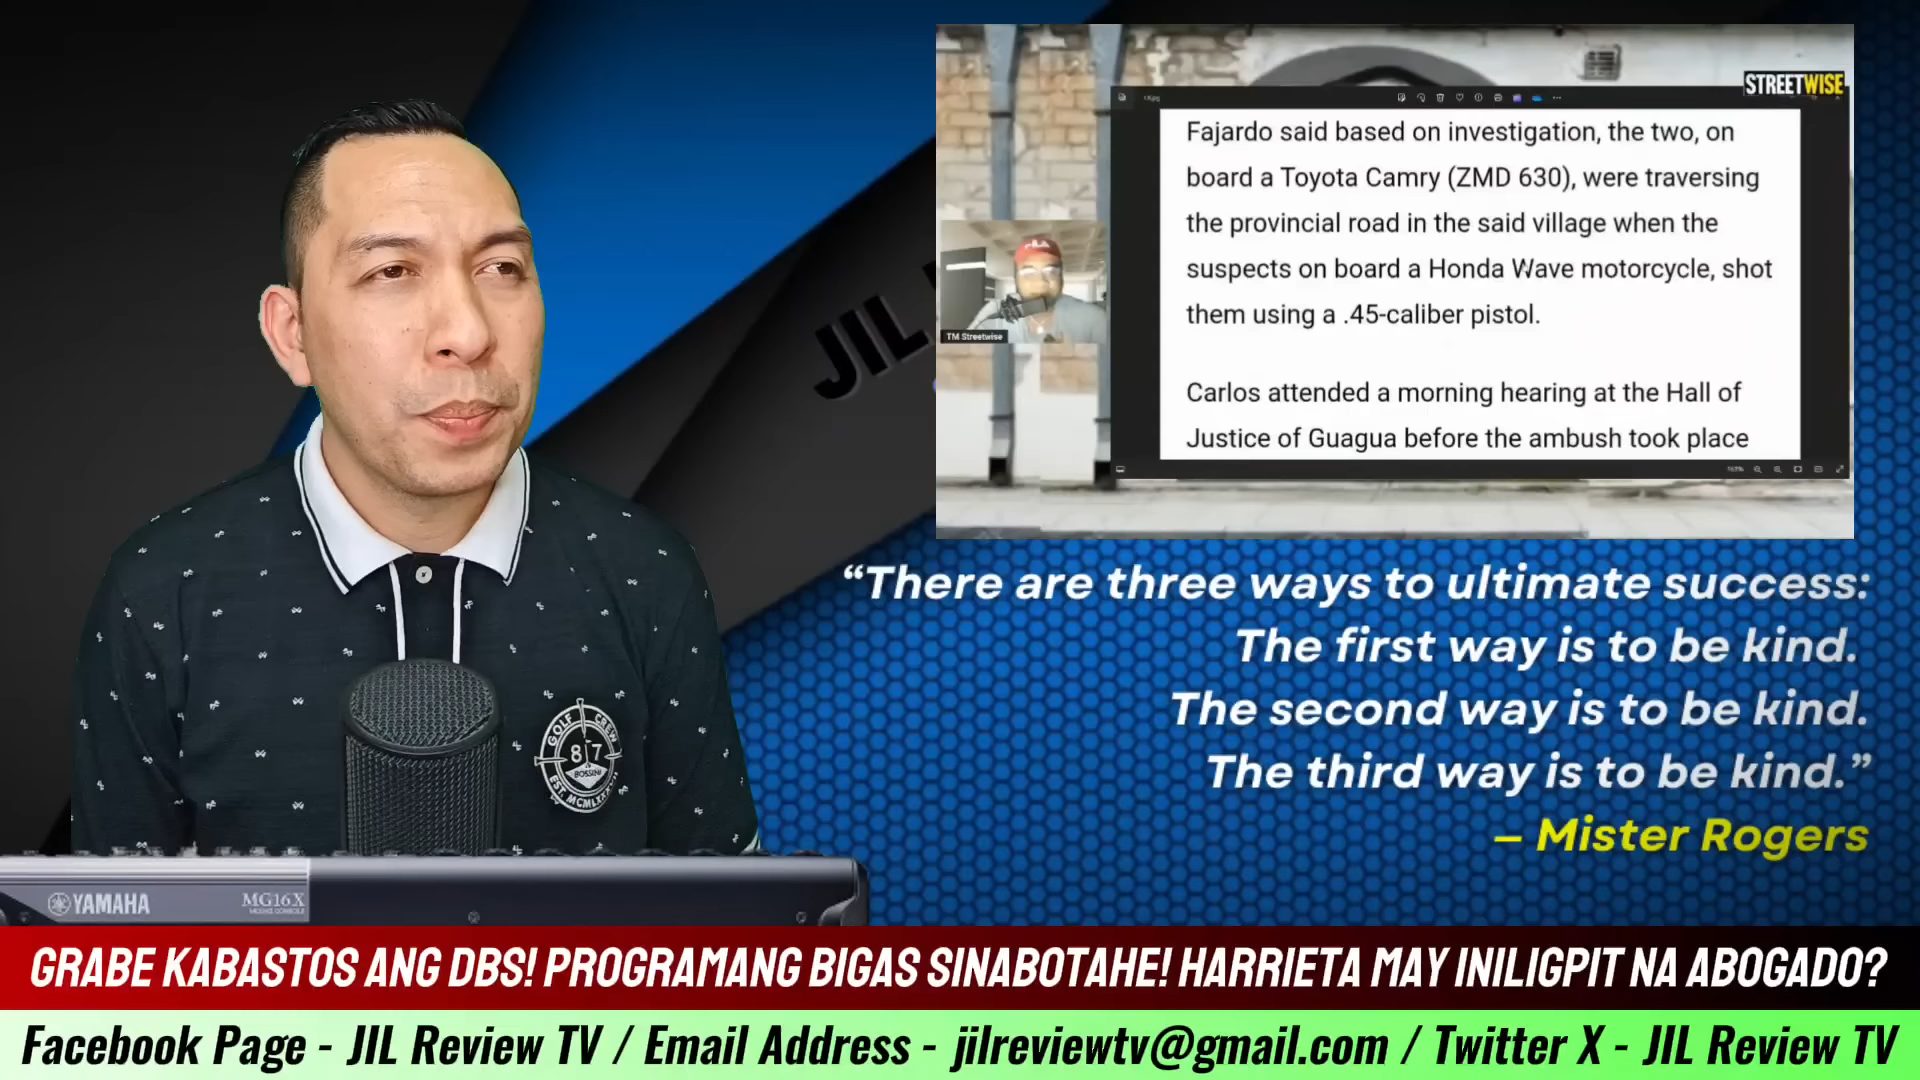 STREETWISE
Fajardo said based on investigation, the two, on
board a Toyota Camry (ZMD 630), were traversing
the provincial road in the said village when the
suspects on board a Honda Wave motorcycle, shot
them using a .45-caliber pistol.
Carlos attended a morning hearing at the Hall of
Justice of Guagua before the ambush took place
FILA
TM Streetwise
JIL
“There are three ways to ultimate success:
The first way is to be kind.
The second way is to be kind.
The third way is to be kind.”
– Mister Rogers
GOLF CREW
87
BOSSINI
YAMAHA
MG16X
MIXING CONSOLE
GRABE KABASTOS ANG DBS! PROGRAMANG BIGAS SINABOTAHE! HARRIETA MAY INILIGPIT NA ABOGADO?
Facebook Page - JIL Review TV / Email Address - jilreviewtv@gmail.com / Twitter X - JIL Review TV